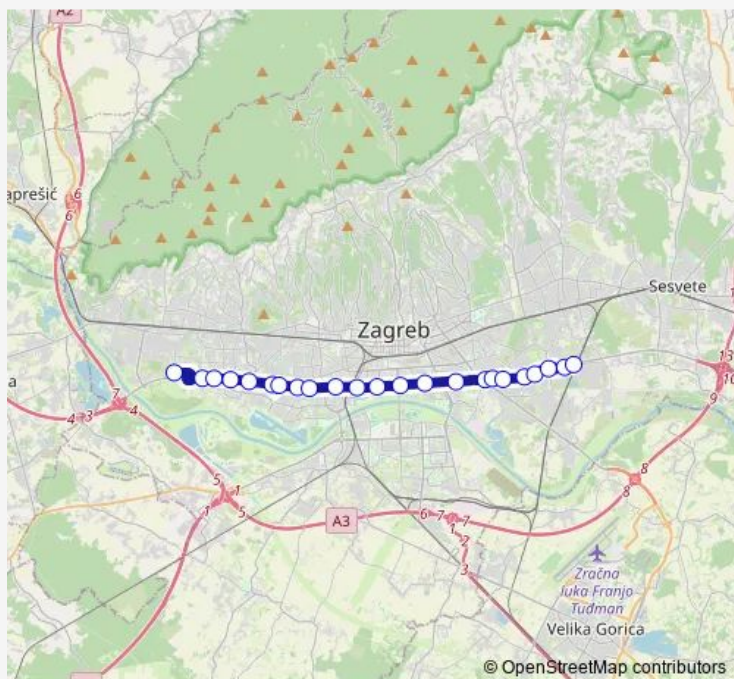 A2
aprešić
6
6
Sesvete
Zagreb
13
10
a
7
4
3
4
9
5
1
1
5
8
8
A3
6
7
7
1
2
3
Zračna
luka Franjo
Tuđman
Velika Gorica
© OpenStreetMap contributors